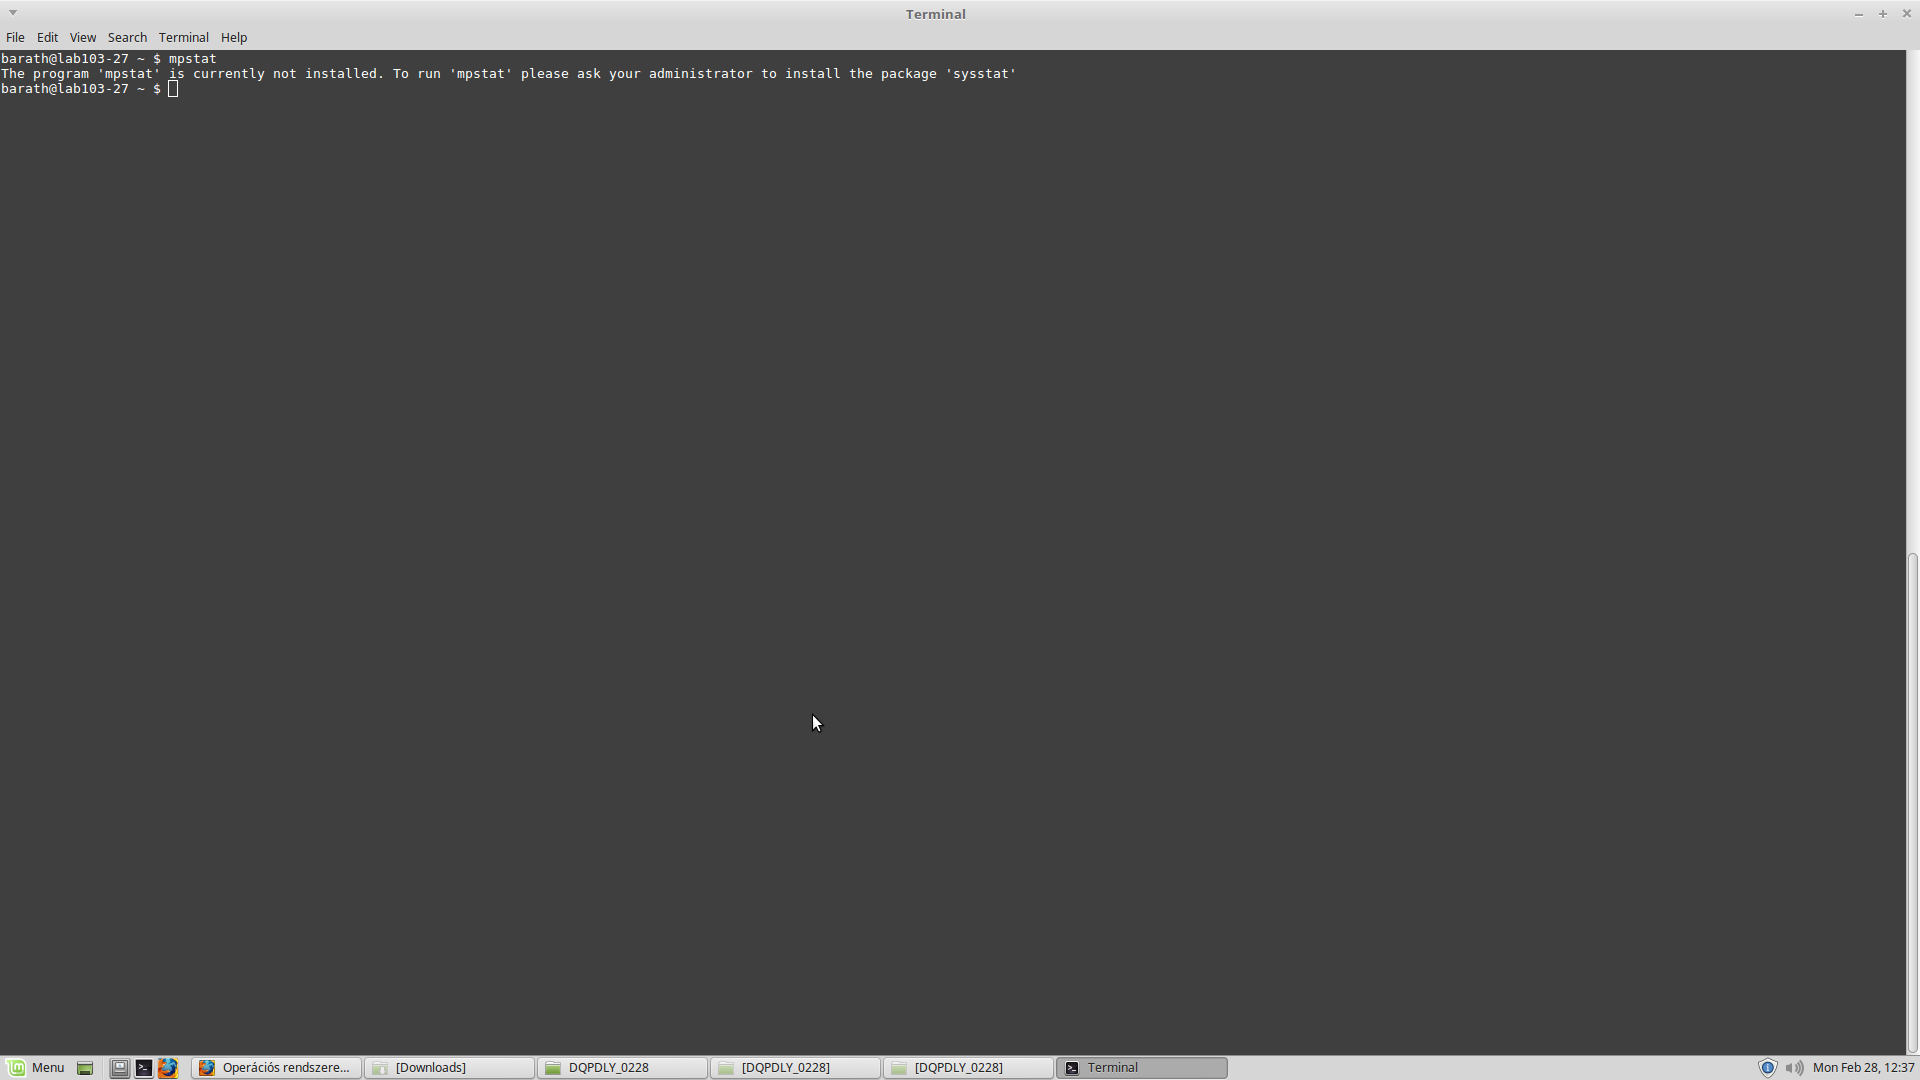 Terminal
File Edit View Search Terminal Help
barath@lab103-27 ~ $ mpstat
The program 'mpstat' is currently not installed. To run 'mpstat' please ask your administrator to install the package 'sysstat'
barath@lab103-27 ~ $
Menu Operációs rendszere... [Downloads] DQPDLY_0228 [DQPDLY_0228] [DQPDLY_0228] Terminal Mon Feb 28, 12:37